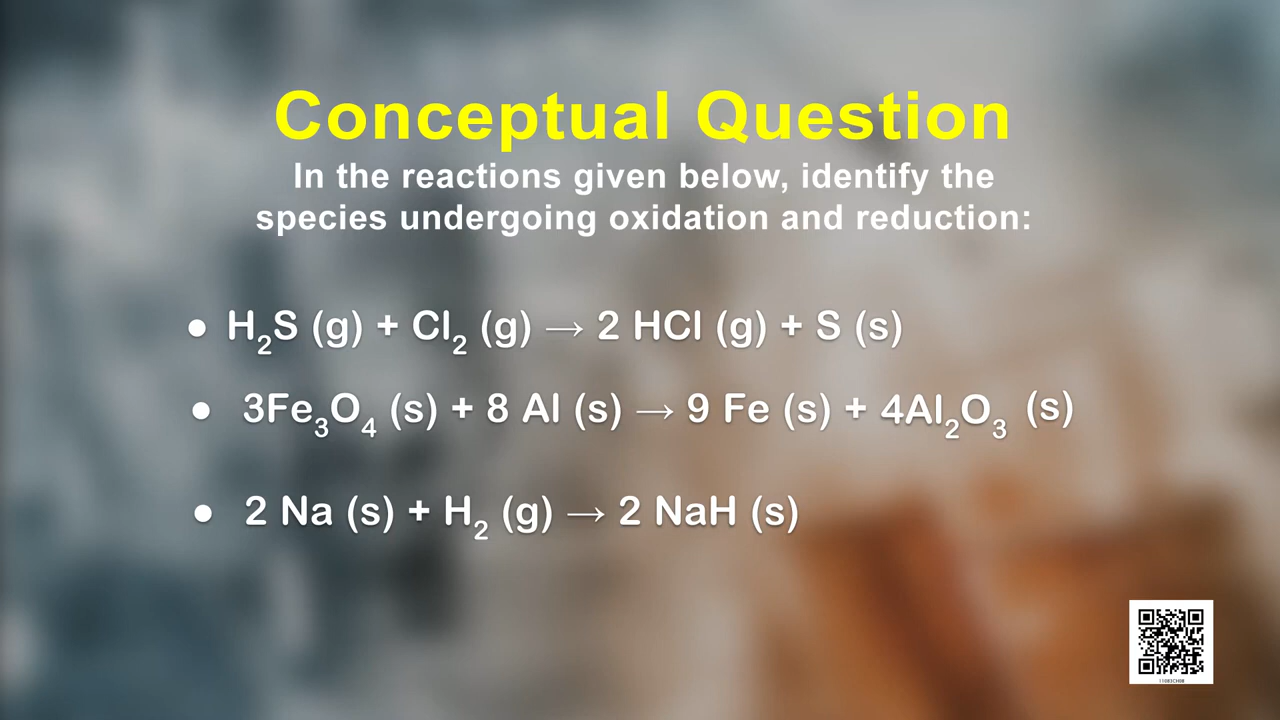 Conceptual Question
In the reactions given below, identify the
species undergoing oxidation and reduction:
● H₂S (g) + Cl₂ (g) → 2 HCl (g) + S (s)
● 3Fe₃O₄ (s) + 8 Al (s) → 9 Fe (s) + 4Al₂O₃ (s)
● 2 Na (s) + H₂ (g) → 2 NaH (s)
11083CH08